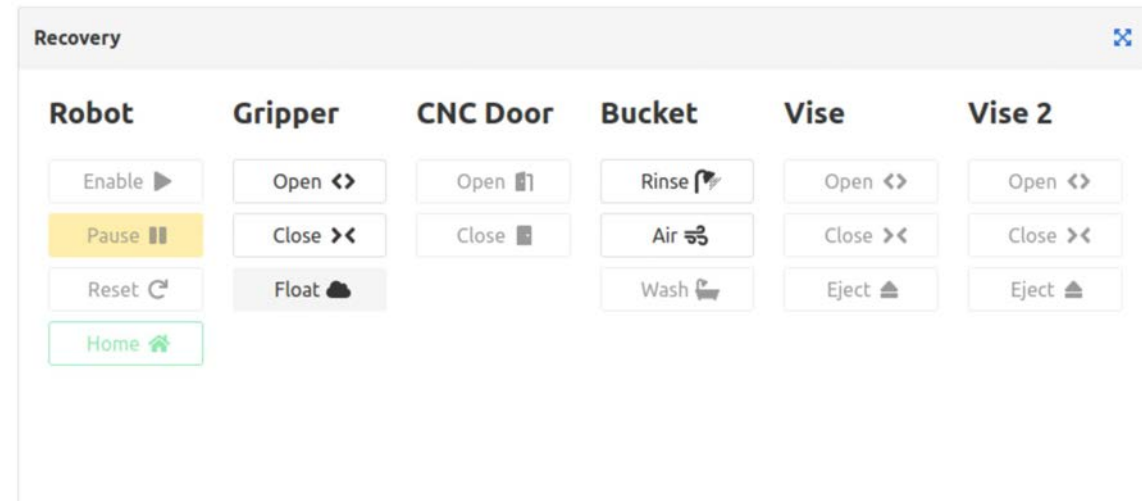 Recovery
Robot Gripper CNC Door Bucket Vise Vise 2
Enable Open Open Rinse Open Open
Pause Close Close Air Close Close
Reset Float Wash Eject Eject
Home